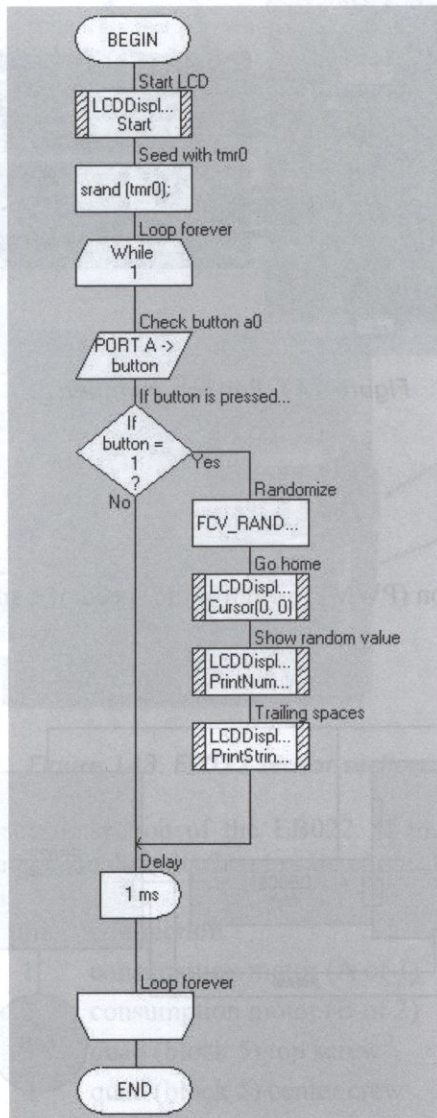 BEGIN
Start LCD
LCDDispl...
Start
Seed with tmr0
srand (tmr0);
Loop forever
While
1
Check button a0
PORT A ->
button
If button is pressed...
If
button =
1
?
Yes
No
Randomize
FCV_RAND...
Go home
LCDDispl...
Cursor(0, 0)
Show random value
LCDDispl...
PrintNum...
Trailing spaces
LCDDispl...
PrintStrin...
Delay
1 ms
Loop forever
END